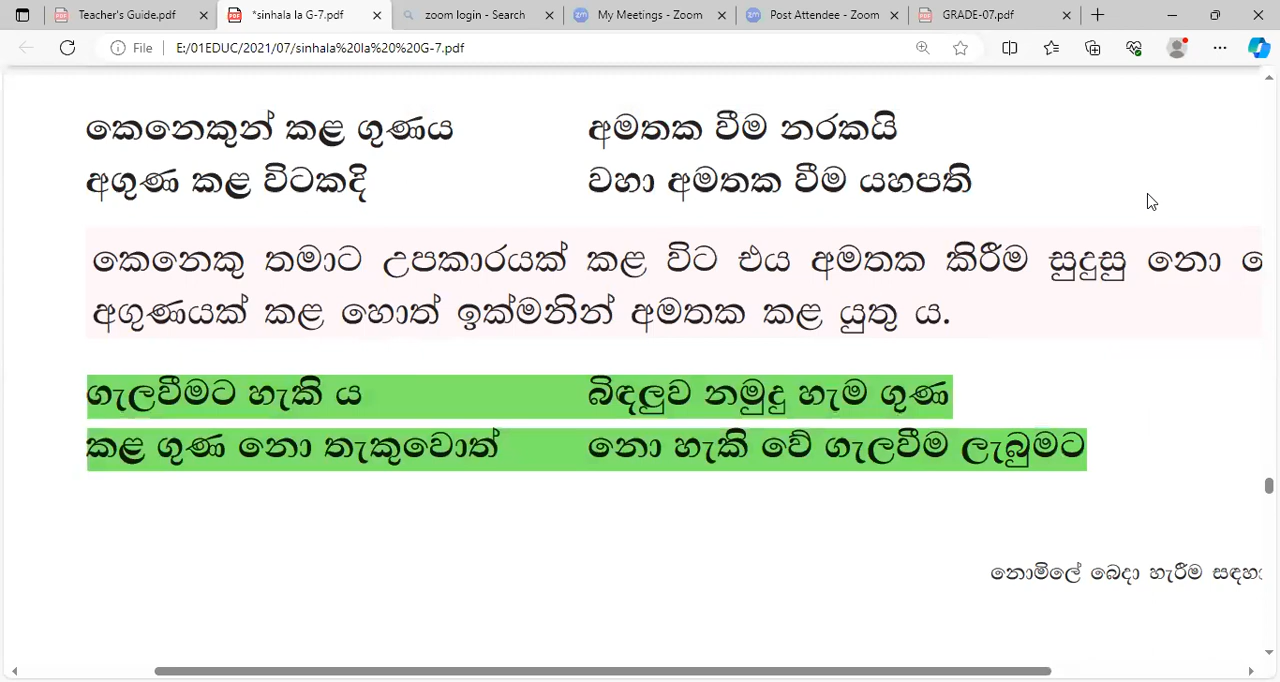 Teacher's Guide.pdf
*sinhala la G-7.pdf
zoom login - Search
My Meetings - Zoom
Post Attendee - Zoom
GRADE-07.pdf
File
E:/01EDUC/2021/07/sinhala%20la%20%20G-7.pdf
කෙනෙකුන් කළ ගුණය අමතක වීම නරකයි
අගුණ කළ විටකදි වහා අමතක වීම යහපති
කෙනෙකු තමාට උපකාරයක් කළ විට එය අමතක කිරීම සුදුසු නො
අගුණයක් කළ හොත් ඉක්මනින් අමතක කළ යුතු ය.
ගැලවීමට හැකි ය බිඳලුව නමුදු හැම ගුණ
කළ ගුණ නො තැකුවොත් නො හැකි වේ ගැලවීම ලැබුමට
නොමිලේ බෙදා හැරීම සඳහා